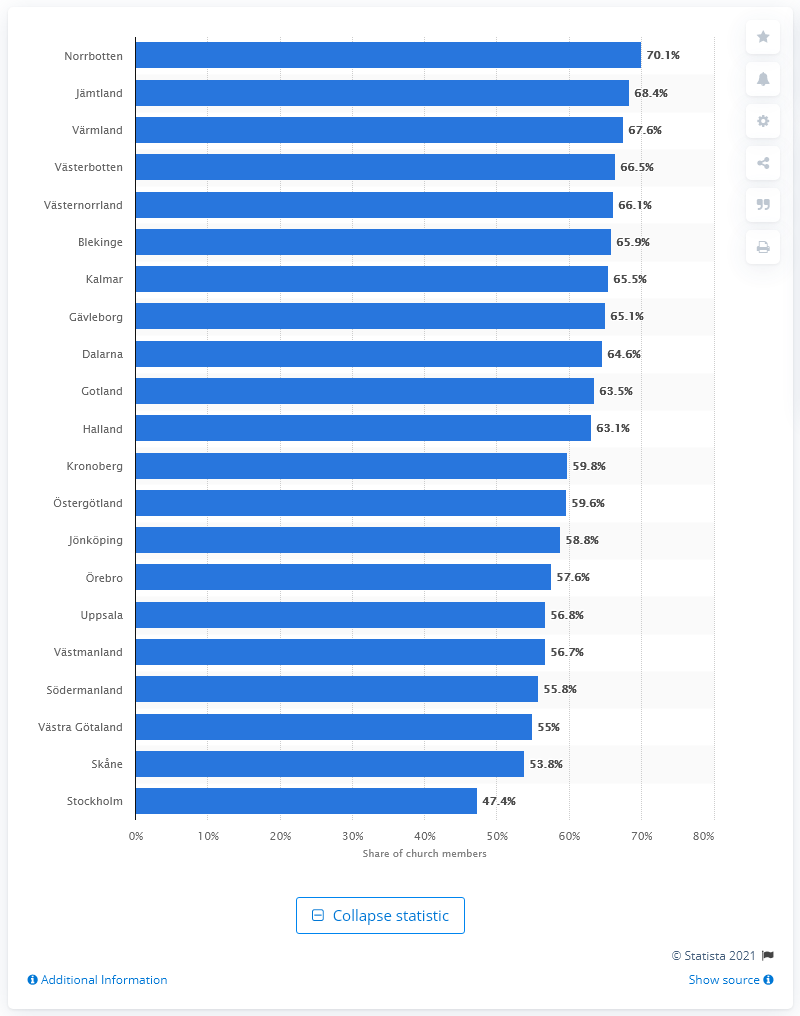 Norrbotten 70.1%
Jämtland 68.4%
Värmland 67.6%
Västerbotten 66.5%
Västernorrland 66.1%
Blekinge 65.9%
Kalmar 65.5%
Gävleborg 65.1%
Dalarna 64.6%
Gotland 63.5%
Halland 63.1%
Kronoberg 59.8%
Östergötland 59.6%
Jönköping 58.8%
Örebro 57.6%
Uppsala 56.8%
Västmanland 56.7%
Södermanland 55.8%
Västra Götaland 55%
Skåne 53.8%
Stockholm 47.4%
0% 10% 20% 30% 40% 50% 60% 70% 80%
Share of church members
Collapse statistic
© Statista 2021
Additional Information Show source